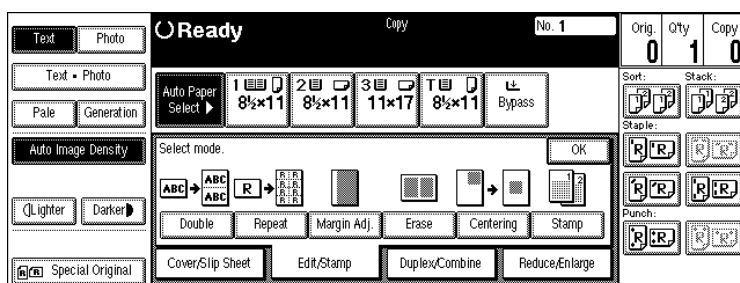 Text Photo
Text • Photo
Pale Generation
Auto Image Density
Lighter Darker
Special Original
Ready
Copy
No. 1
Auto Paper Select ▶
1 8½×11
2 8½×11
3 11×17
T 8½×11
Bypass
Select mode.
OK
ABC ABC ABC
R R R R R R R
1 2
Double Repeat Margin Adj. Erase Centering Stamp
Cover/Slip Sheet Edit/Stamp Duplex/Combine Reduce/Enlarge
Orig. Q'ty Copy
0 1 0
Sort: Stack:
Staple:
Punch: